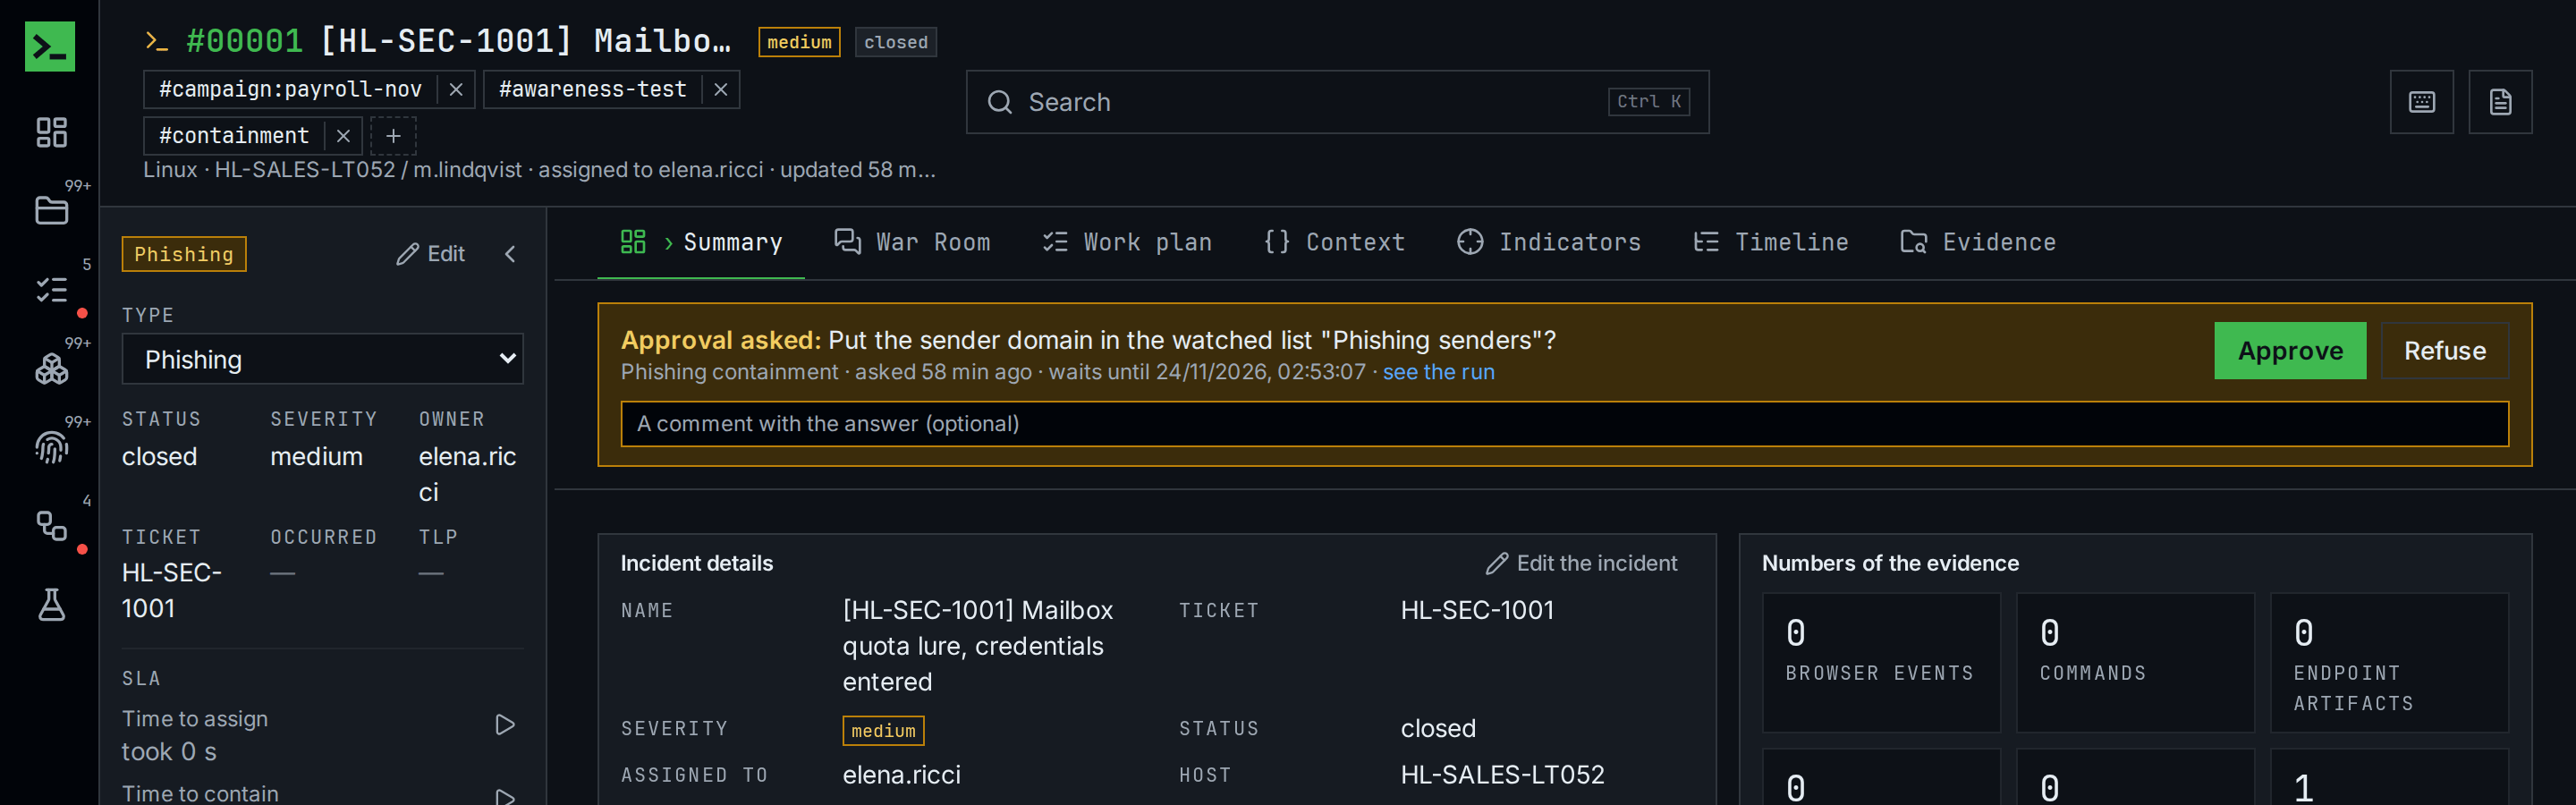 #00001 [HL-SEC-1001] Mailbo… medium closed
#campaign:payroll-nov #awareness-test
#containment +
Linux · HL-SALES-LT052 / m.lindqvist · assigned to elena.ricci · updated 58 m…
Search Ctrl K
99+
5
99+
99+
4
Phishing Edit
TYPE
Phishing
STATUS SEVERITY OWNER
closed medium elena.ric
ci
TICKET OCCURRED TLP
HL-SEC- — —
1001
SLA
Time to assign
took 0 s
Time to contain
› Summary War Room Work plan Context Indicators Timeline Evidence
Approval asked: Put the sender domain in the watched list "Phishing senders"?
Phishing containment · asked 58 min ago · waits until 24/11/2026, 02:53:07 · see the run
Approve Refuse
A comment with the answer (optional)
Incident details Edit the incident
NAME [HL-SEC-1001] Mailbox TICKET HL-SEC-1001
quota lure, credentials
entered
SEVERITY medium STATUS closed
ASSIGNED TO elena.ricci HOST HL-SALES-LT052
Numbers of the evidence
0 0 0
BROWSER EVENTS COMMANDS ENDPOINT
ARTIFACTS
0 0 1